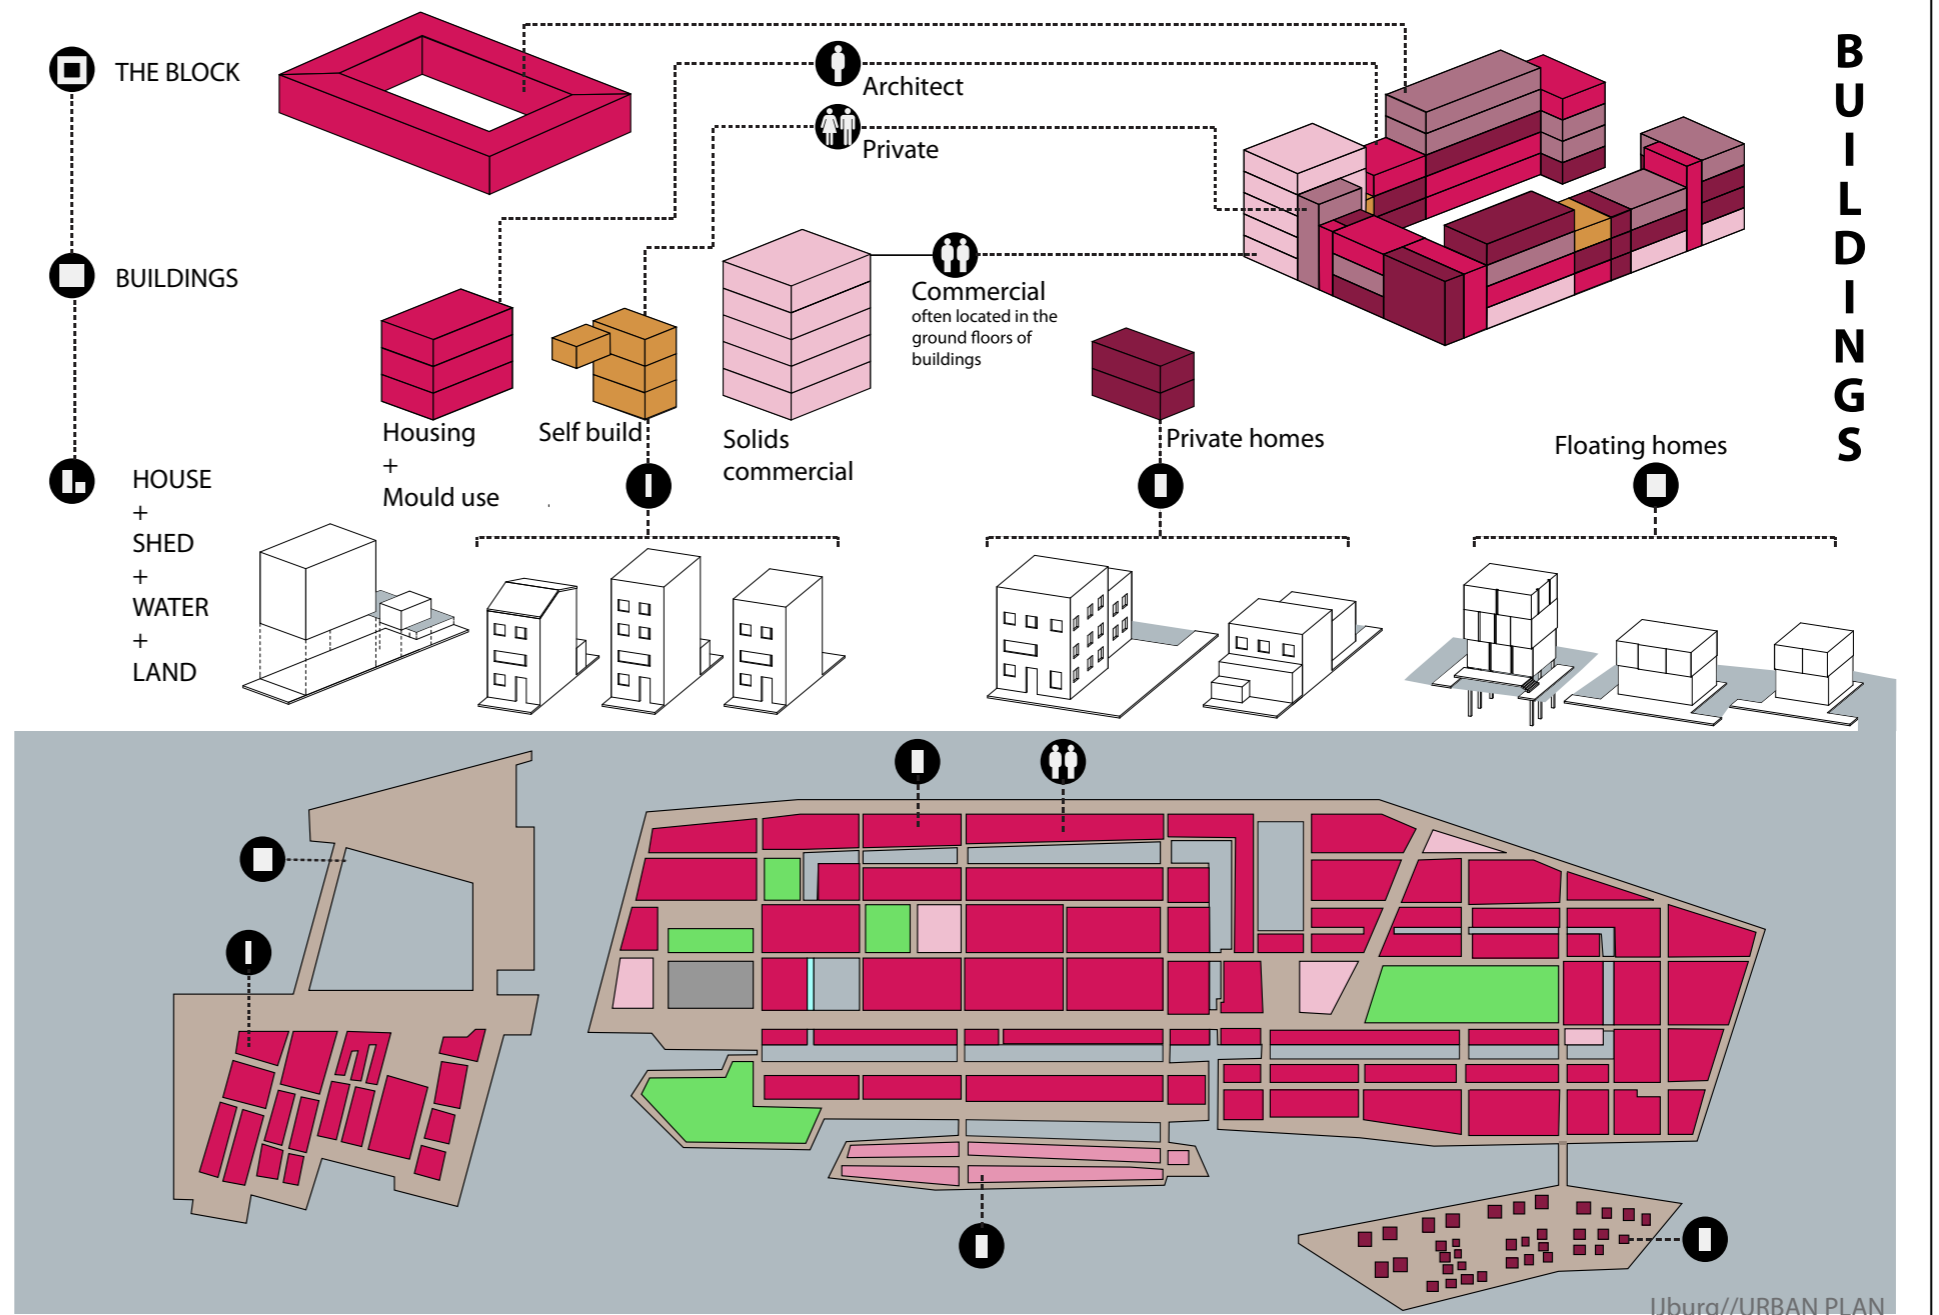 THE BLOCK
Architect
Private
BUILDINGS
BUILDINGS
Commercial
often located in the
ground floors of
buildings
Housing
+
Mould use
Self build
Solids
commercial
Private homes
Floating homes
HOUSE
+
SHED
+
WATER
+
LAND
IJburg//URBAN PLAN